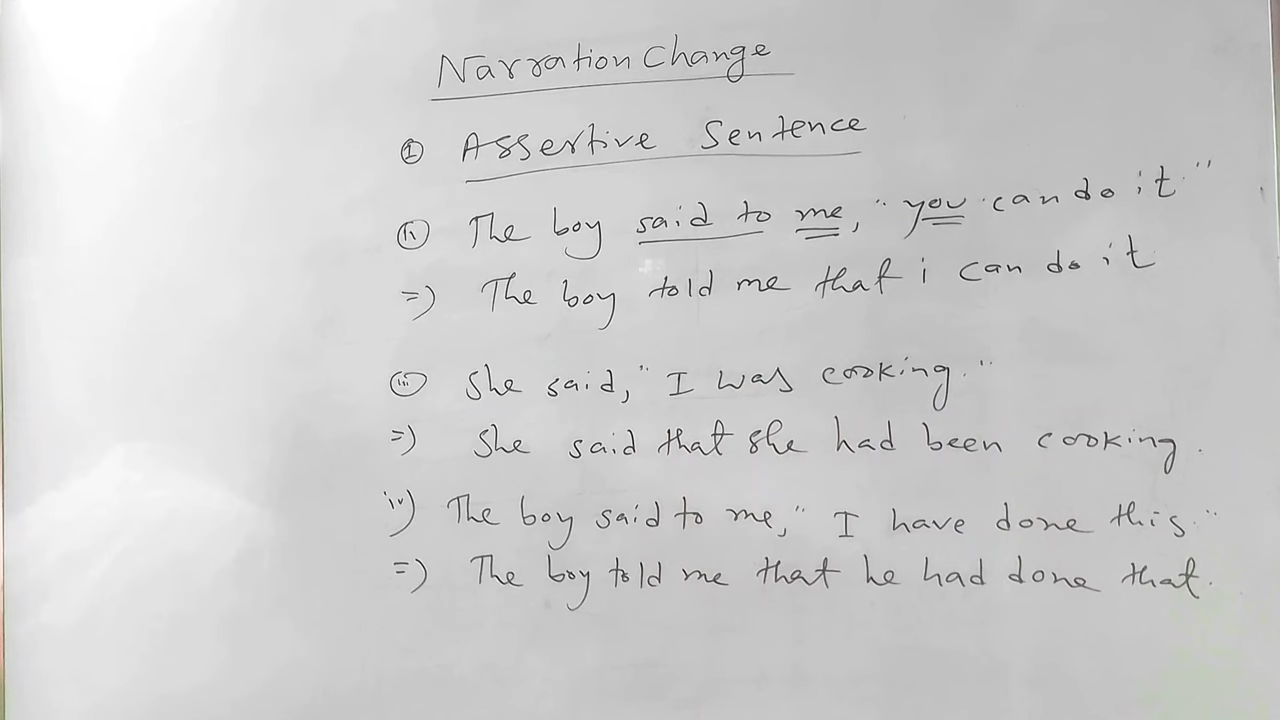 Narration Change
① Assertive Sentence
ⓘⓘ The boy said to me, "you can do it."
=) The boy told me that i can do it
(iii) She said, "I was cooking."
=) She said that she had been cooking.
iv) The boy said to me, "I have done this."
=) The boy told me that he had done that.